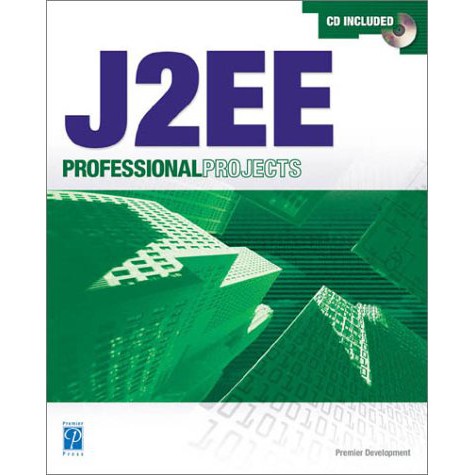 CD INCLUDED
J2EE
PROFESSIONALPROJECTS
Premier
P
Press
Premier Development